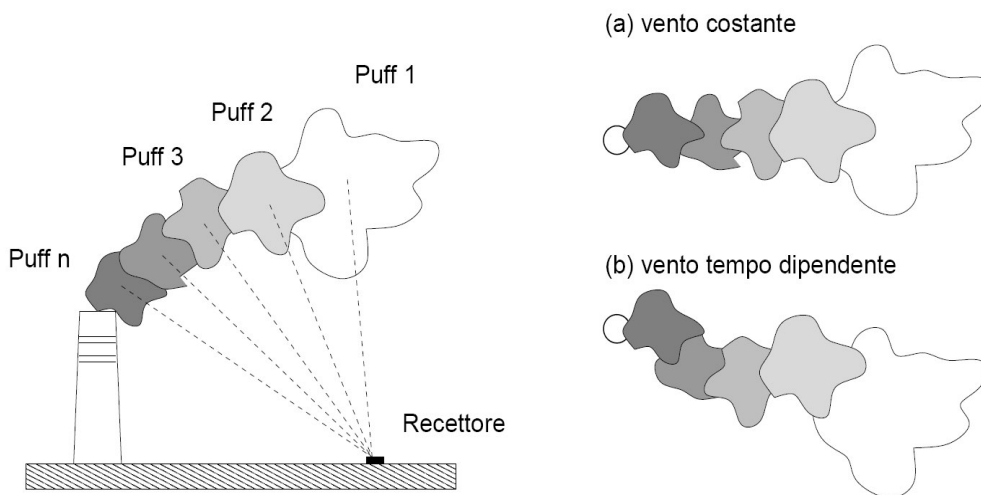 Puff 1
Puff 2
Puff 3
Puff n
Recettore
(a) vento costante
(b) vento tempo dipendente